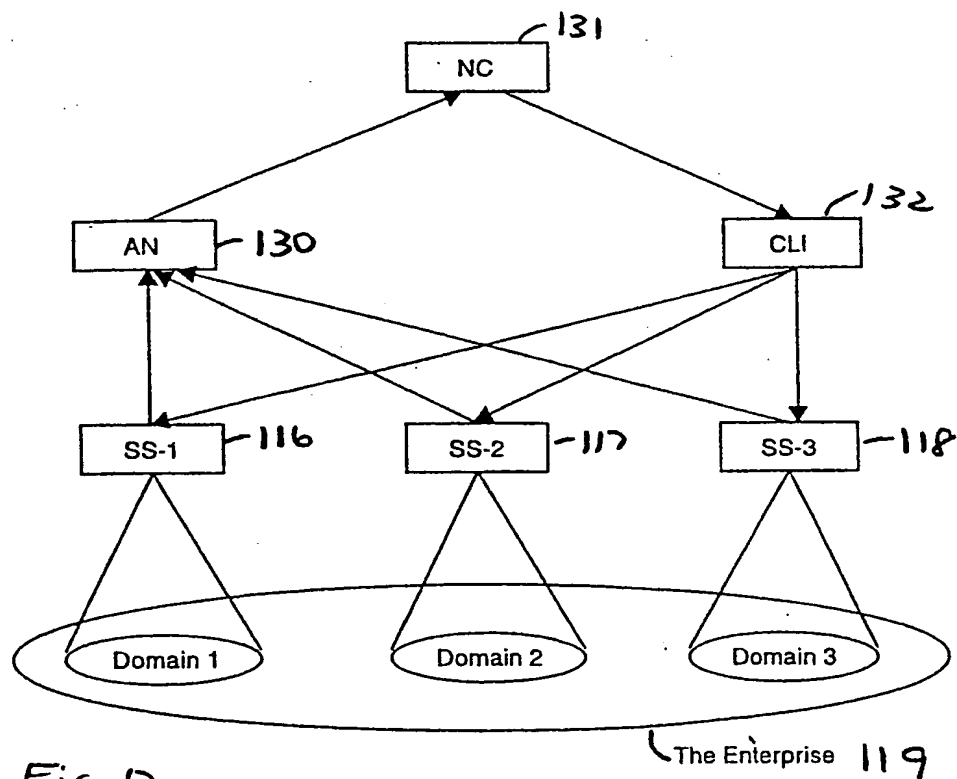 131
NC
132
AN
130
CLI
SS-1
116
SS-2
117
SS-3
118
Domain 1
Domain 2
Domain 3
The Enterprise 119